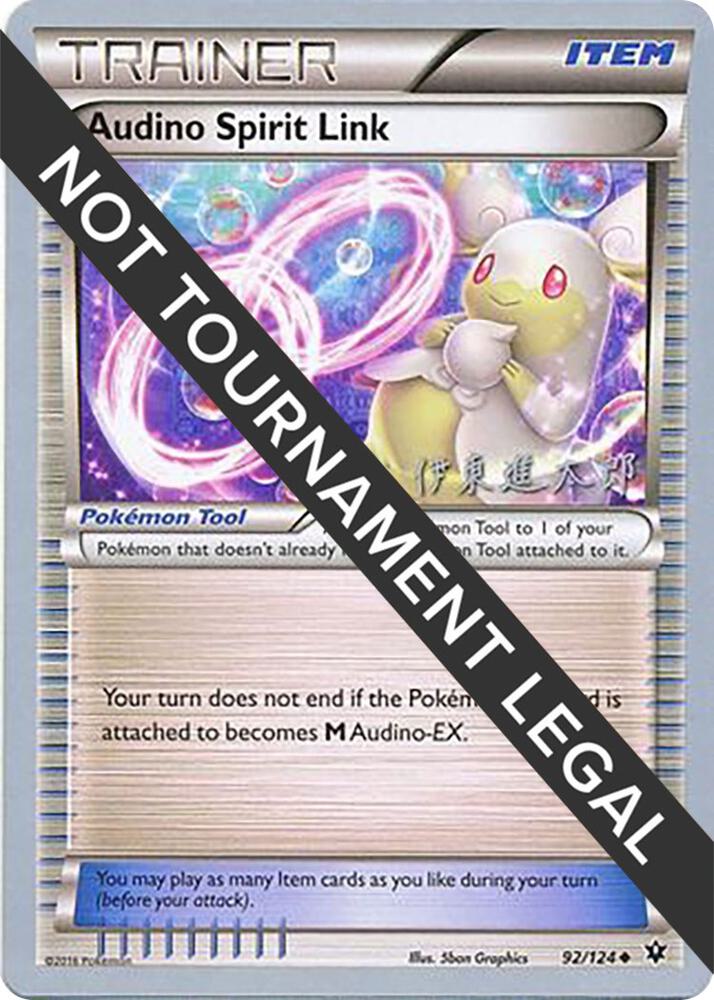 TRAINER
ITEM
Audino Spirit Link
NOT TOURNAMENT LEGAL
伊東進太郎
Pokémon Tool
mon Tool to 1 of your
Pokémon that doesn't already n Tool attached to it.
Your turn does not end if the Pokém d is
attached to becomes M Audino-EX.
You may play as many Item cards as you like during your turn
(before your attack).
©2016 Pokémon
Illus. 5ban Graphics
92/124